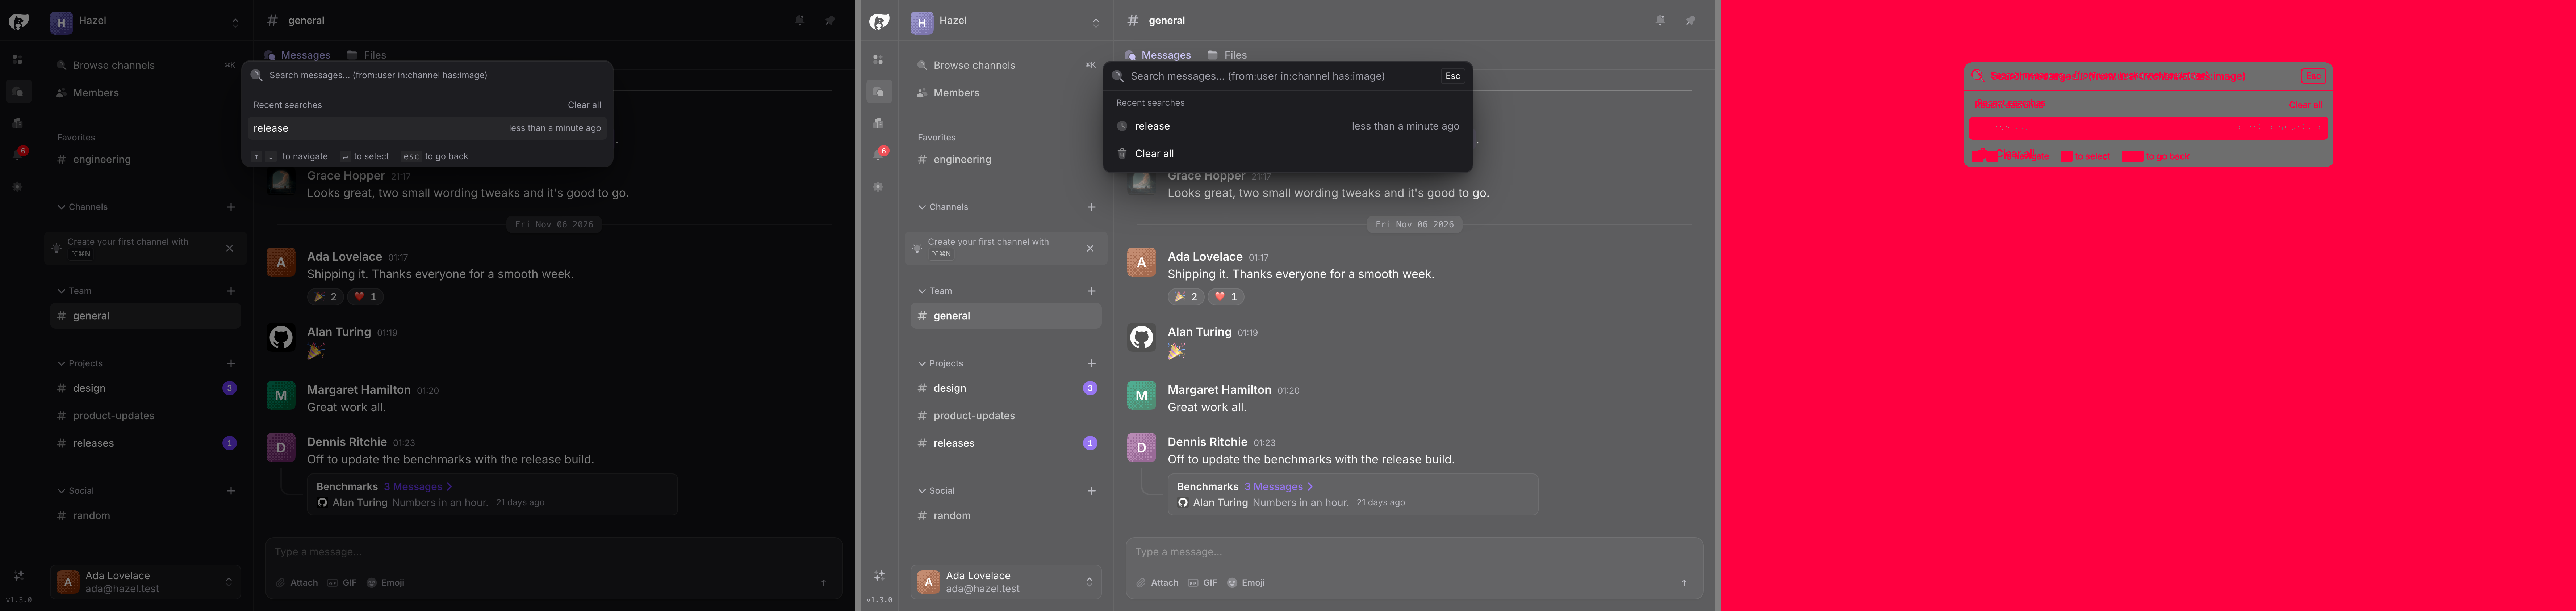 H Hazel
# general
Browse channels ⌘K
Members
Messages Files
Search messages... (from:user in:channel has:image)
Recent searches Clear all
release less than a minute ago
↑ ↓ to navigate ↵ to select esc to go back
Favorites
engineering
6
Grace Hopper 21:17
Looks great, two small wording tweaks and it's good to go.
Channels
Fri Nov 06 2026
Create your first channel with
⌥⌘N
A Ada Lovelace 01:17
Shipping it. Thanks everyone for a smooth week.
🎉 2 ❤️ 1
Team
# general
Alan Turing 01:19
🎉
Projects
# design 3
# product-updates
# releases 1
M Margaret Hamilton 01:20
Great work all.
D Dennis Ritchie 01:23
Off to update the benchmarks with the release build.
Benchmarks 3 Messages >
Alan Turing Numbers in an hour. 21 days ago
Social
# random
Type a message...
Attach GIF Emoji
A Ada Lovelace
ada@hazel.test
v1.3.0
H Hazel
# general
Browse channels ⌘K
Members
Messages Files
Search messages... (from:user in:channel has:image) Esc
Recent searches
release less than a minute ago
Clear all
Favorites
# engineering
6
Grace Hopper 21:17
Looks great, two small wording tweaks and it's good to go.
Channels
Fri Nov 06 2026
Create your first channel with
⌥⌘N
A Ada Lovelace 01:17
Shipping it. Thanks everyone for a smooth week.
🎉 2 ❤️ 1
Team
# general
Alan Turing 01:19
🎉
Projects
# design 3
# product-updates
# releases 1
M Margaret Hamilton 01:20
Great work all.
D Dennis Ritchie 01:23
Off to update the benchmarks with the release build.
Benchmarks 3 Messages >
Alan Turing Numbers in an hour. 21 days ago
Social
# random
Type a message...
Attach GIF Emoji
A Ada Lovelace
ada@hazel.test
v1.3.0
Esc
Clear all
Clear all
to navigate to select to go back